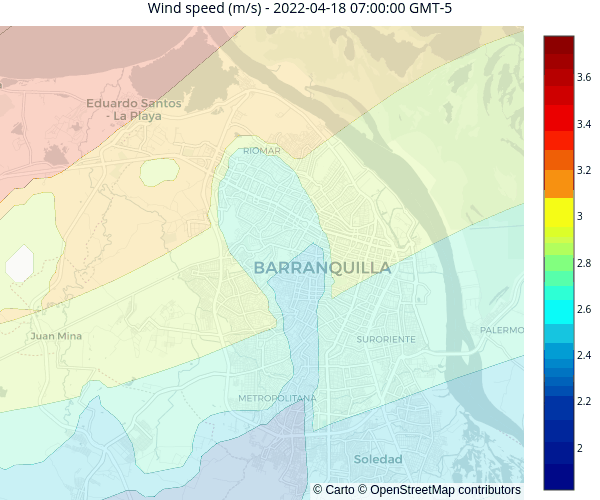 Wind speed (m/s) - 2022-04-18 07:00:00 GMT-5
3.6
3.4
3.2
3
2.8
2.6
2.4
2.2
2
Eduardo Santos
- La Playa
RIOMAR
BARRANQUILLA
Juan Mina
SURORIENTE
PALERMO
METROPOLITANA
Soledad
© Carto © OpenStreetMap contributors